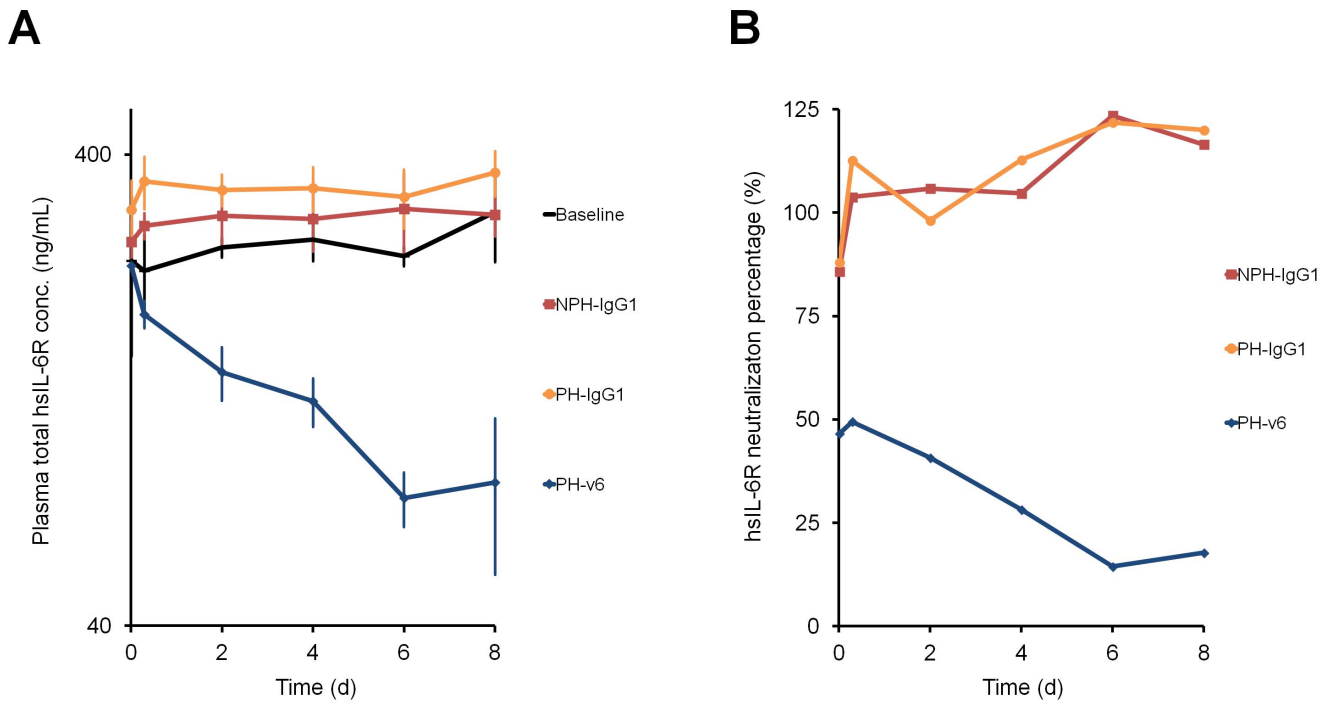 A
Plasma total hsIL-6R conc. (ng/mL)
400
40
0
2
4
6
8
Time (d)
Baseline
NPH-IgG1
PH-IgG1
PH-v6
B
hsIL-6R neutralizaton percentage (%)
125
100
75
50
25
0
0
2
4
6
8
Time (d)
NPH-IgG1
PH-IgG1
PH-v6